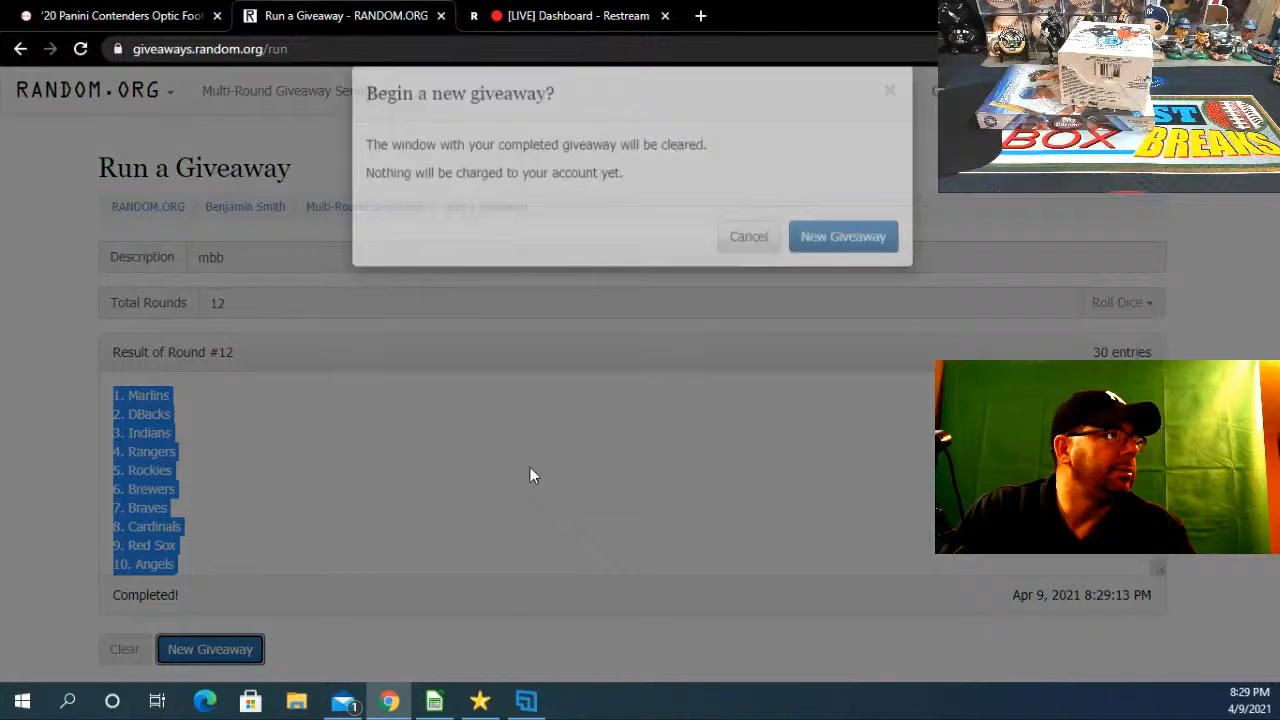 '20 Panini Contenders Optic Foot
Run a Giveaway - RANDOM.ORG
R [LIVE] Dashboard - Restream
giveaways.random.org/run
RANDOM.ORG
Multi-Round Giveaway Serv
Begin a new giveaway?
The window with your completed giveaway will be cleared.
Nothing will be charged to your account yet.
Cancel
New Giveaway
Run a Giveaway
RANDOM.ORG
Benjamin Smith
Description
mbb
Total Rounds
12
Roll Dice
Result of Round #12
30 entries
1. Marlins
2. DBacks
3. Indians
4. Rangers
5. Rockies
6. Brewers
7. Braves
8. Cardinals
9. Red Sox
10. Angels
Completed!
Apr 9, 2021 8:29:13 PM
Clear
New Giveaway
BOX
BREAKS
1
8:29 PM
4/9/2021